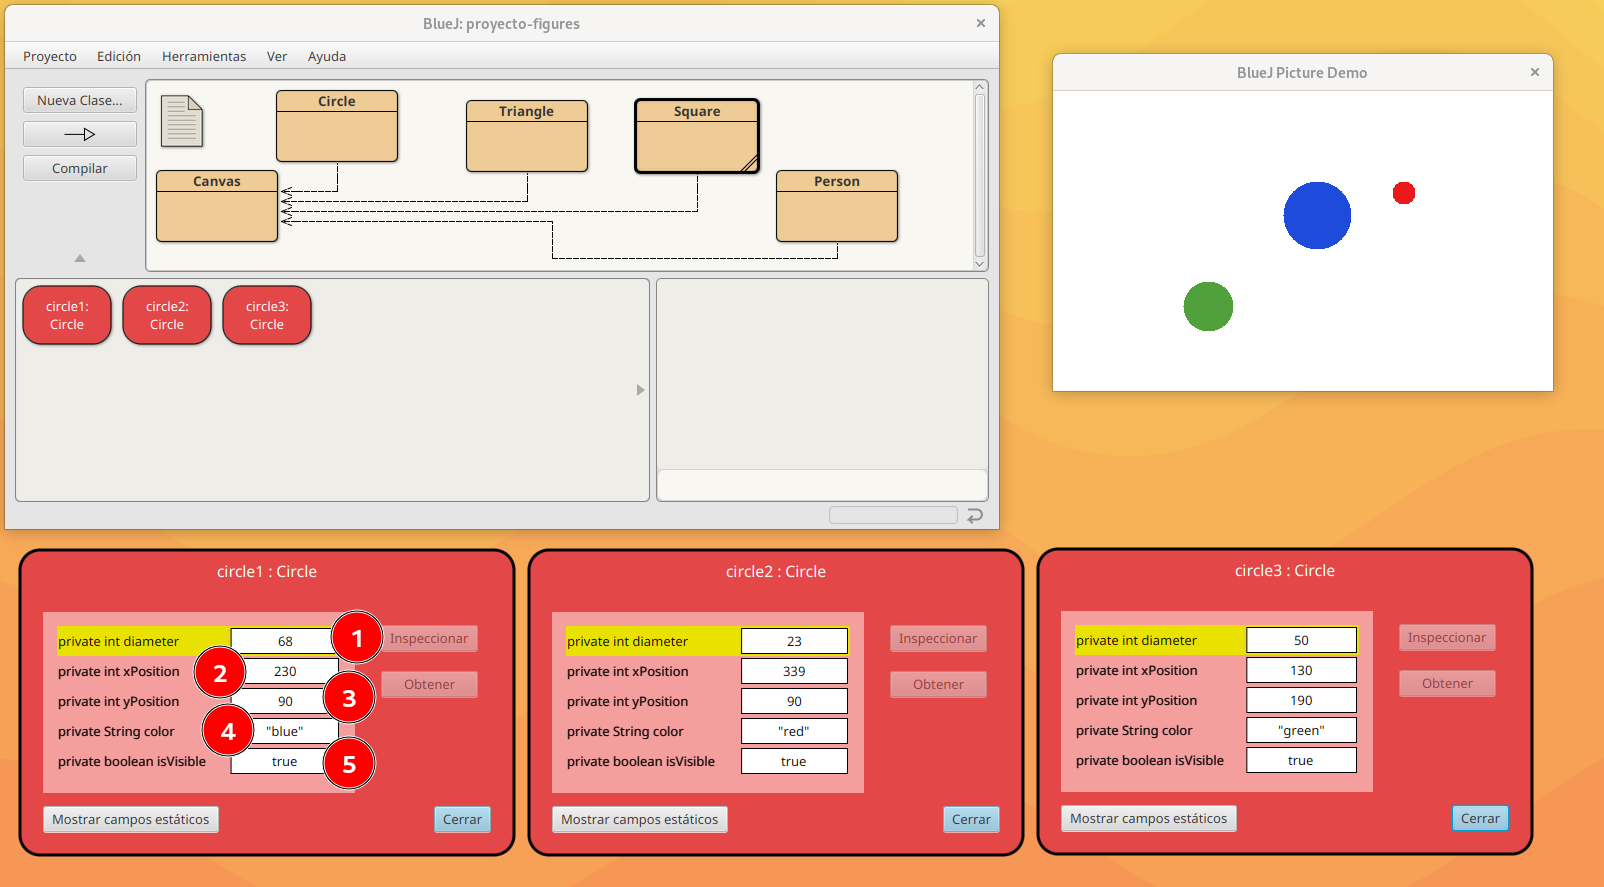 BlueJ: proyecto-figures
Proyecto Edición Herramientas Ver Ayuda
Nueva Clase...
Compilar
Circle
Triangle
Square
Canvas
Person
circle1:
Circle
circle2:
Circle
circle3:
Circle
BlueJ Picture Demo
circle1 : Circle
private int diameter 68
1
Inspeccionar
private int xPosition 230
2
Obtener
private int yPosition 90
3
private String color "blue"
4
private boolean isVisible true
5
Mostrar campos estáticos
Cerrar
circle2 : Circle
private int diameter 23
Inspeccionar
private int xPosition 339
Obtener
private int yPosition 90
private String color "red"
private boolean isVisible true
Mostrar campos estáticos
Cerrar
circle3 : Circle
private int diameter 50
Inspeccionar
private int xPosition 130
Obtener
private int yPosition 190
private String color "green"
private boolean isVisible true
Mostrar campos estáticos
Cerrar